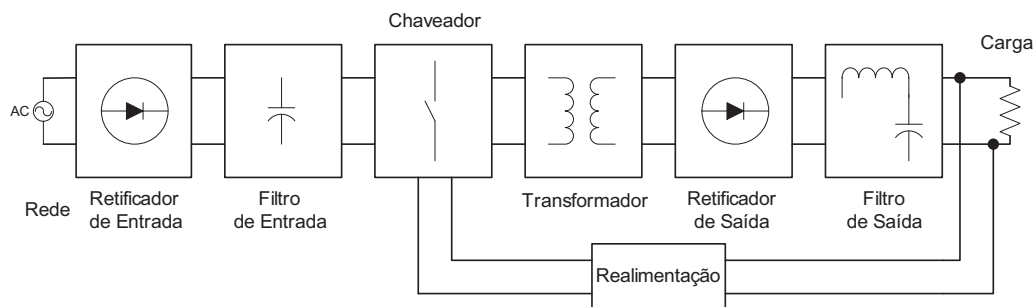 Chaveador
Carga
AC
Rede
Retificador
de Entrada
Filtro
de Entrada
Transformador
Retificador
de Saída
Filtro
de Saída
Realimentação